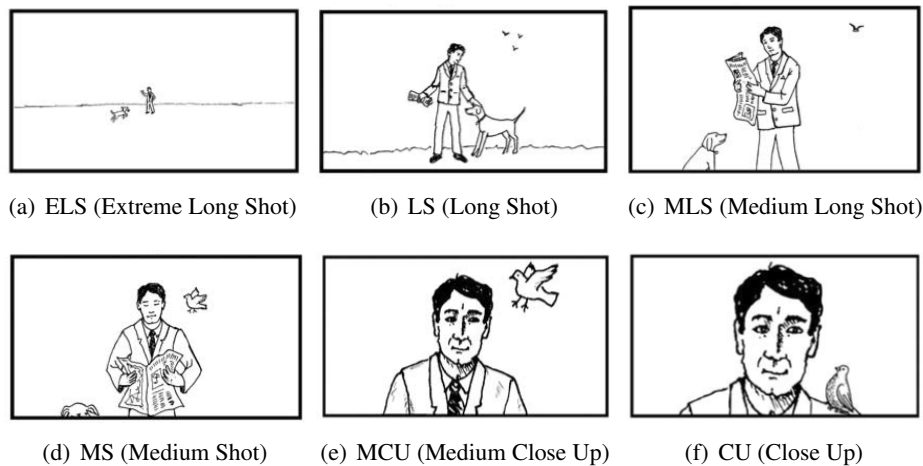 (a) ELS (Extreme Long Shot)
(b) LS (Long Shot)
(c) MLS (Medium Long Shot)
(d) MS (Medium Shot)
(e) MCU (Medium Close Up)
(f) CU (Close Up)